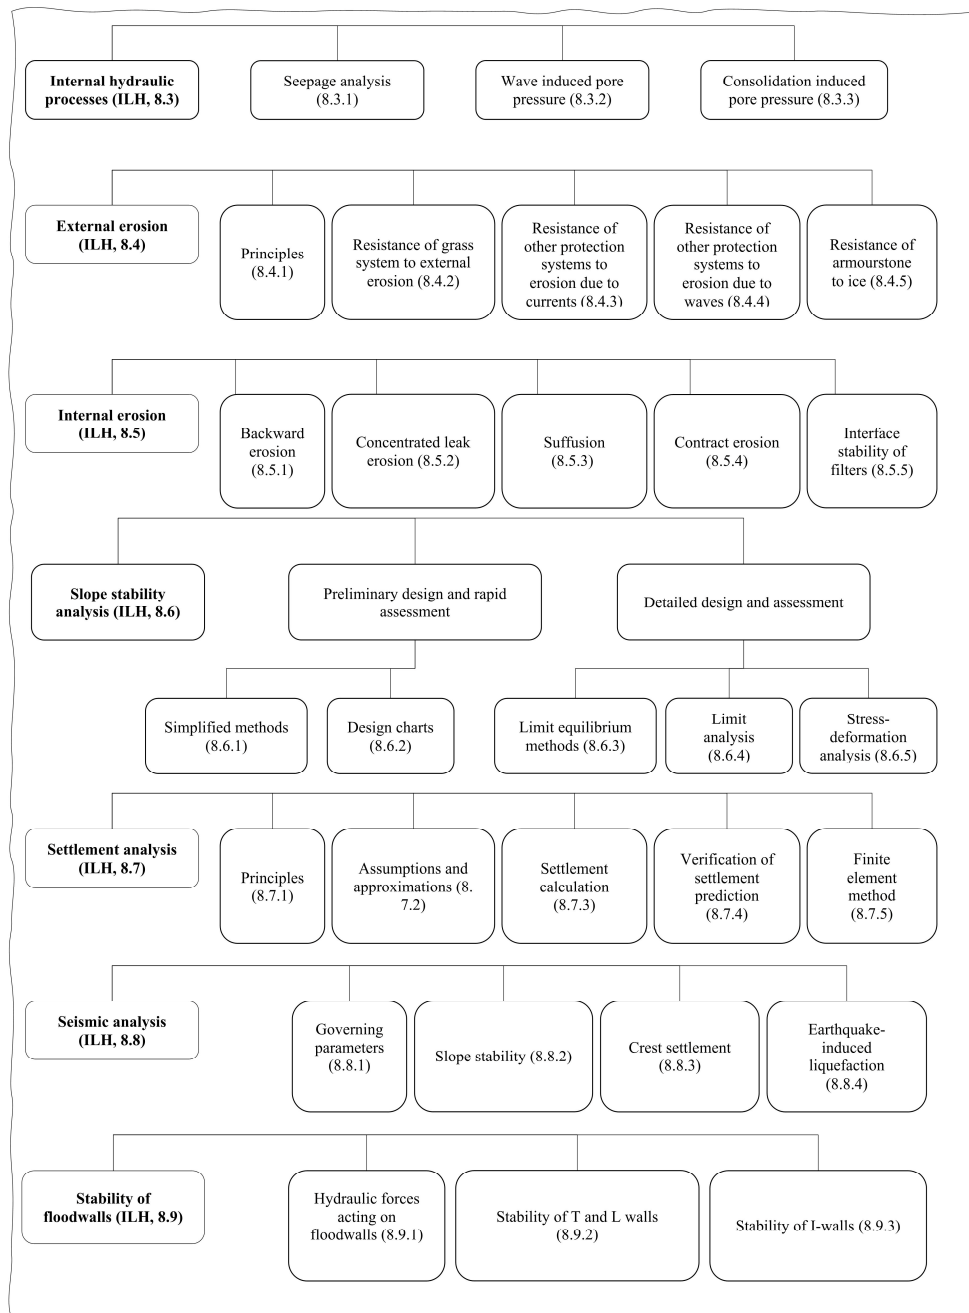 Internal hydraulic
processes (ILH, 8.3)
Seepage analysis
(8.3.1)
Wave induced pore
pressure (8.3.2)
Consolidation induced
pore pressure (8.3.3)
External erosion
(ILH, 8.4)
Principles
(8.4.1)
Resistance of grass
system to external
erosion (8.4.2)
Resistance of
other protection
systems to
erosion due to
currents (8.4.3)
Resistance of
other protection
systems to
erosion due to
waves (8.4.4)
Resistance of
armourstone
to ice (8.4.5)
Internal erosion
(ILH, 8.5)
Backward
erosion
(8.5.1)
Concentrated leak
erosion (8.5.2)
Suffusion
(8.5.3)
Contract erosion
(8.5.4)
Interface
stability of
filters (8.5.5)
Slope stability
analysis (ILH, 8.6)
Preliminary design and rapid
assessment
Detailed design and assessment
Simplified methods
(8.6.1)
Design charts
(8.6.2)
Limit equilibrium
methods (8.6.3)
Limit
analysis
(8.6.4)
Stress-
deformation
analysis (8.6.5)
Settlement analysis
(ILH, 8.7)
Principles
(8.7.1)
Assumptions and
approximations (8.
7.2)
Settlement
calculation
(8.7.3)
Verification of
settlement
prediction
(8.7.4)
Finite
element
method
(8.7.5)
Seismic analysis
(ILH, 8.8)
Governing
parameters
(8.8.1)
Slope stability (8.8.2)
Crest settlement
(8.8.3)
Earthquake-
induced
liquefaction
(8.8.4)
Stability of
floodwalls (ILH, 8.9)
Hydraulic forces
acting on
floodwalls (8.9.1)
Stability of T and L walls
(8.9.2)
Stability of I-walls (8.9.3)